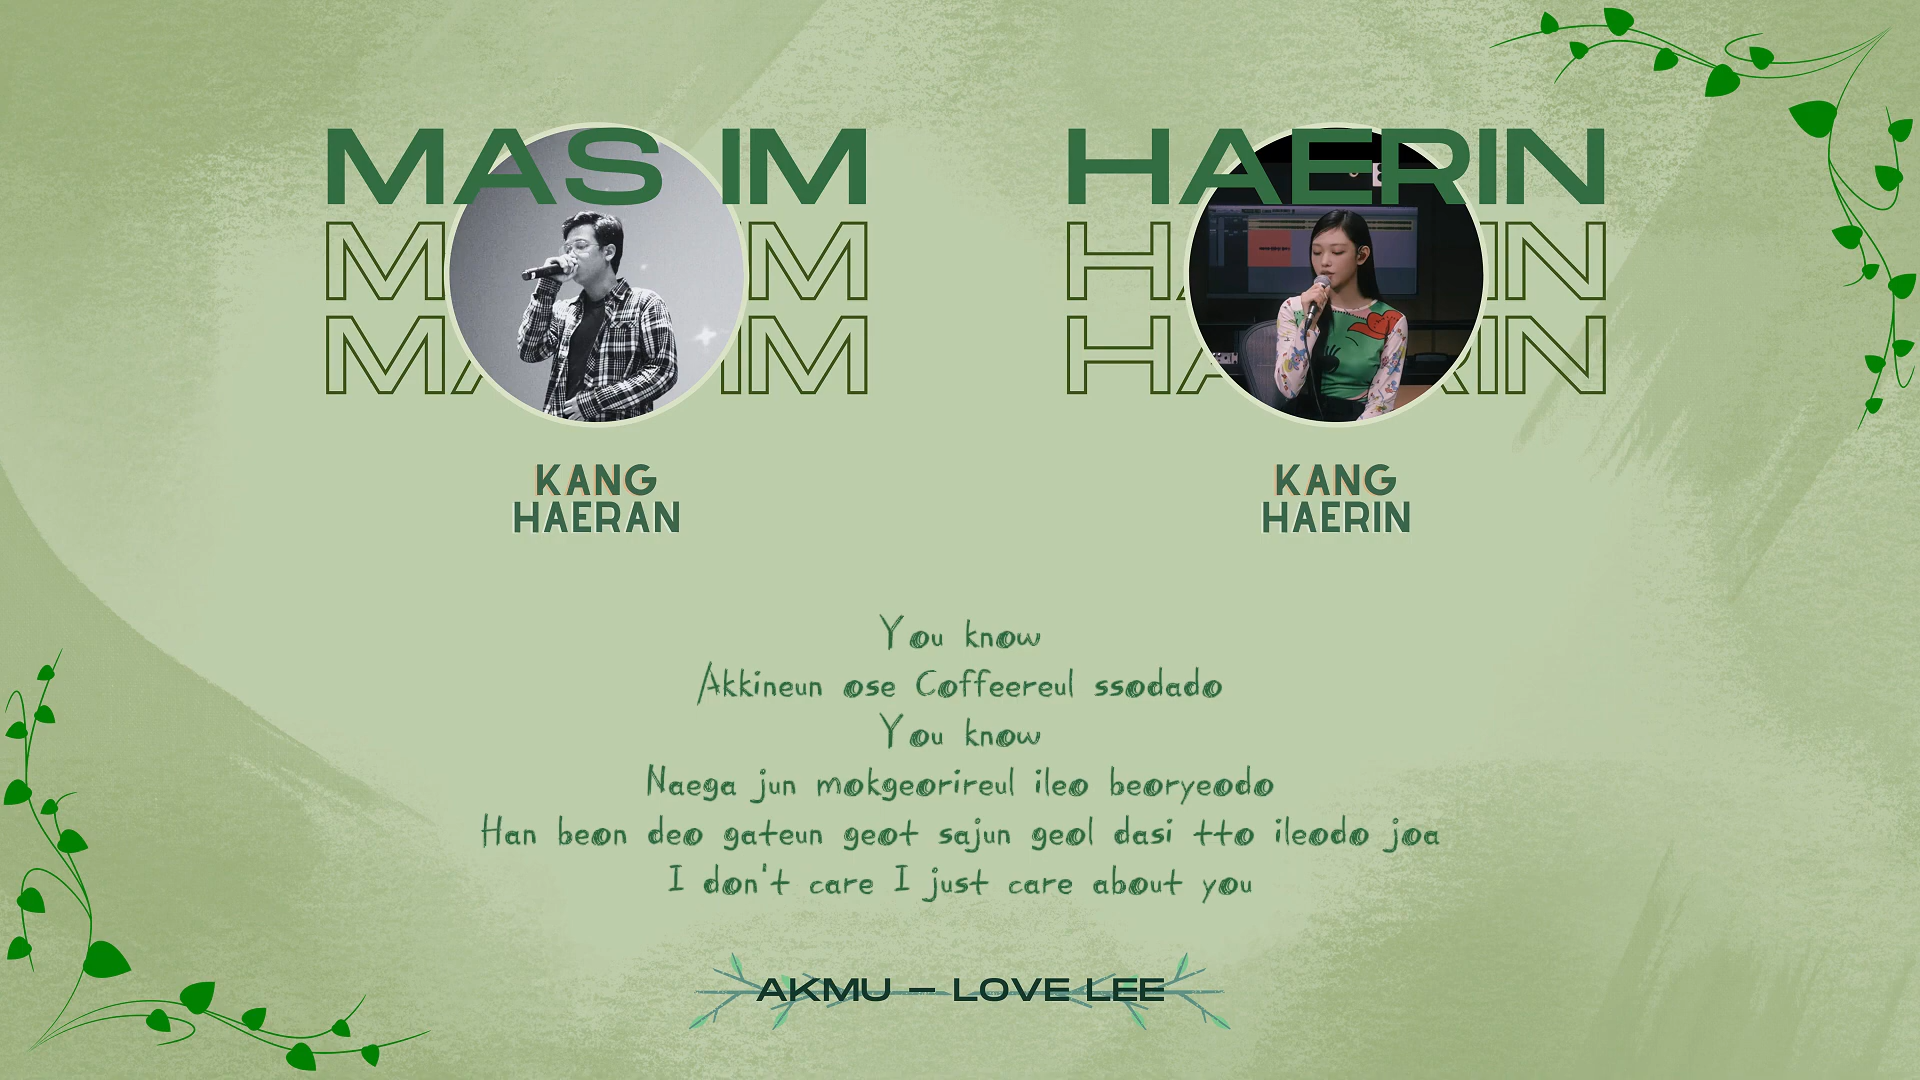 MAS IM
MAS IM
MAS IM
KANG
HAERAN
HAERIN
HAERIN
HAERIN
KANG
HAERIN
You know
Akkineun ose Coffeereul ssodado
You know
Naega jun mokgeorireul ileo beoryeodo
Han beon deo gateun geot sajun geol dasi tto ileodo joa
I don't care I just care about you
AKMU – LOVE LEE